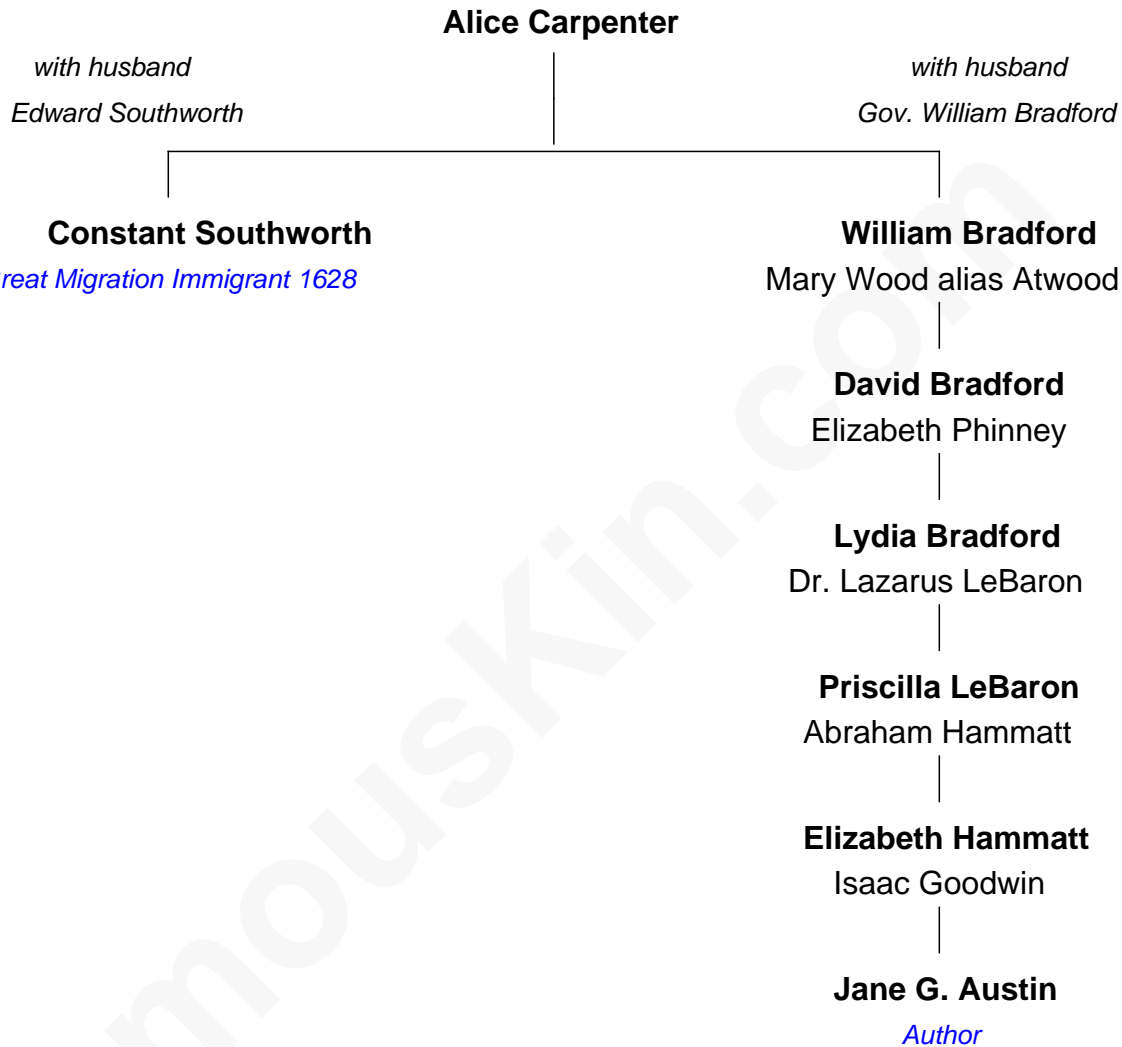 Alice Carpenter
with husband
Edward Southworth
with husband
Gov. William Bradford
Constant Southworth
reat Migration Immigrant 1628
William Bradford
Mary Wood alias Atwood
David Bradford
Elizabeth Phinney
Lydia Bradford
Dr. Lazarus LeBaron
Priscilla LeBaron
Abraham Hammatt
Elizabeth Hammatt
Isaac Goodwin
Jane G. Austin
Author
mouskin.com